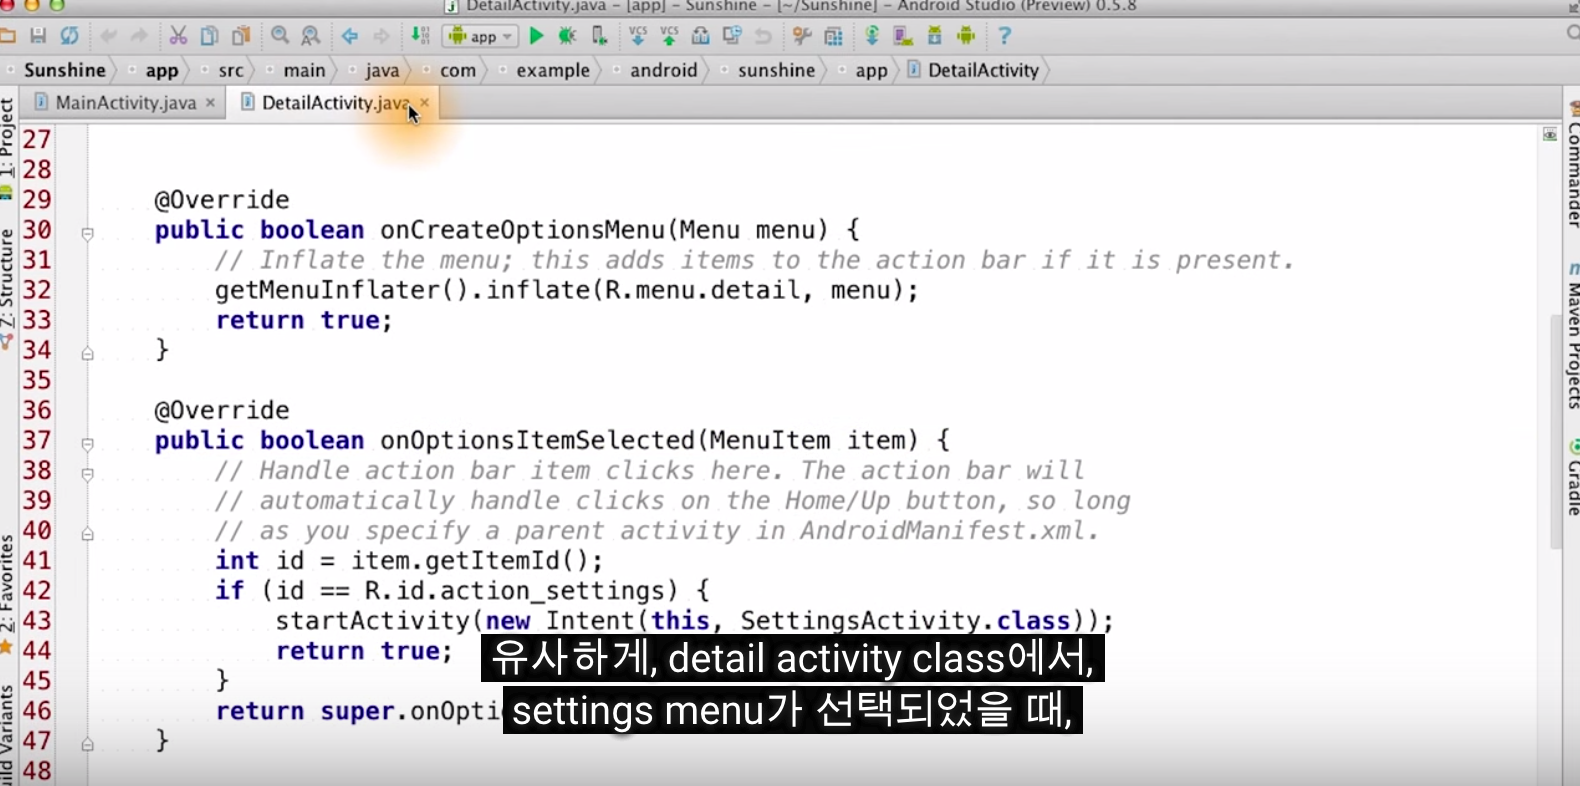 DetailActivity.java - [app] - Sunshine - [~/Sunshine] - Android Studio (Preview) 0.5.8
app
Sunshine app src main java com example android sunshine app DetailActivity
MainActivity.java DetailActivity.java
1: Project
Z: Structure
2: Favorites
Commander
Maven Projects
Gradle
27
28
29 @Override
30 public boolean onCreateOptionsMenu(Menu menu) {
31 // Inflate the menu; this adds items to the action bar if it is present.
32 getMenuInflater().inflate(R.menu.detail, menu);
33 return true;
34 }
35
36 @Override
37 public boolean onOptionsItemSelected(MenuItem item) {
38 // Handle action bar item clicks here. The action bar will
39 // automatically handle clicks on the Home/Up button, so long
40 // as you specify a parent activity in AndroidManifest.xml.
41 int id = item.getItemId();
42 if (id == R.id.action_settings) {
43 startActivity(new Intent(this, SettingsActivity.class));
44 return true;
45 }
46 return super.onOpti
47 }
48
유사하게, detail activity class에서,
settings menu가 선택되었을 때,